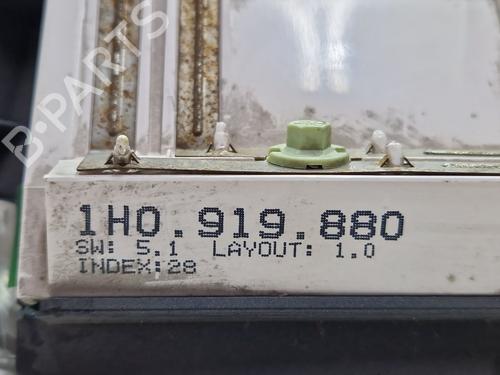 B-PARTS
1H0.919.880
SW: 5.1 LAYOUT: 1.0
INDEX:28